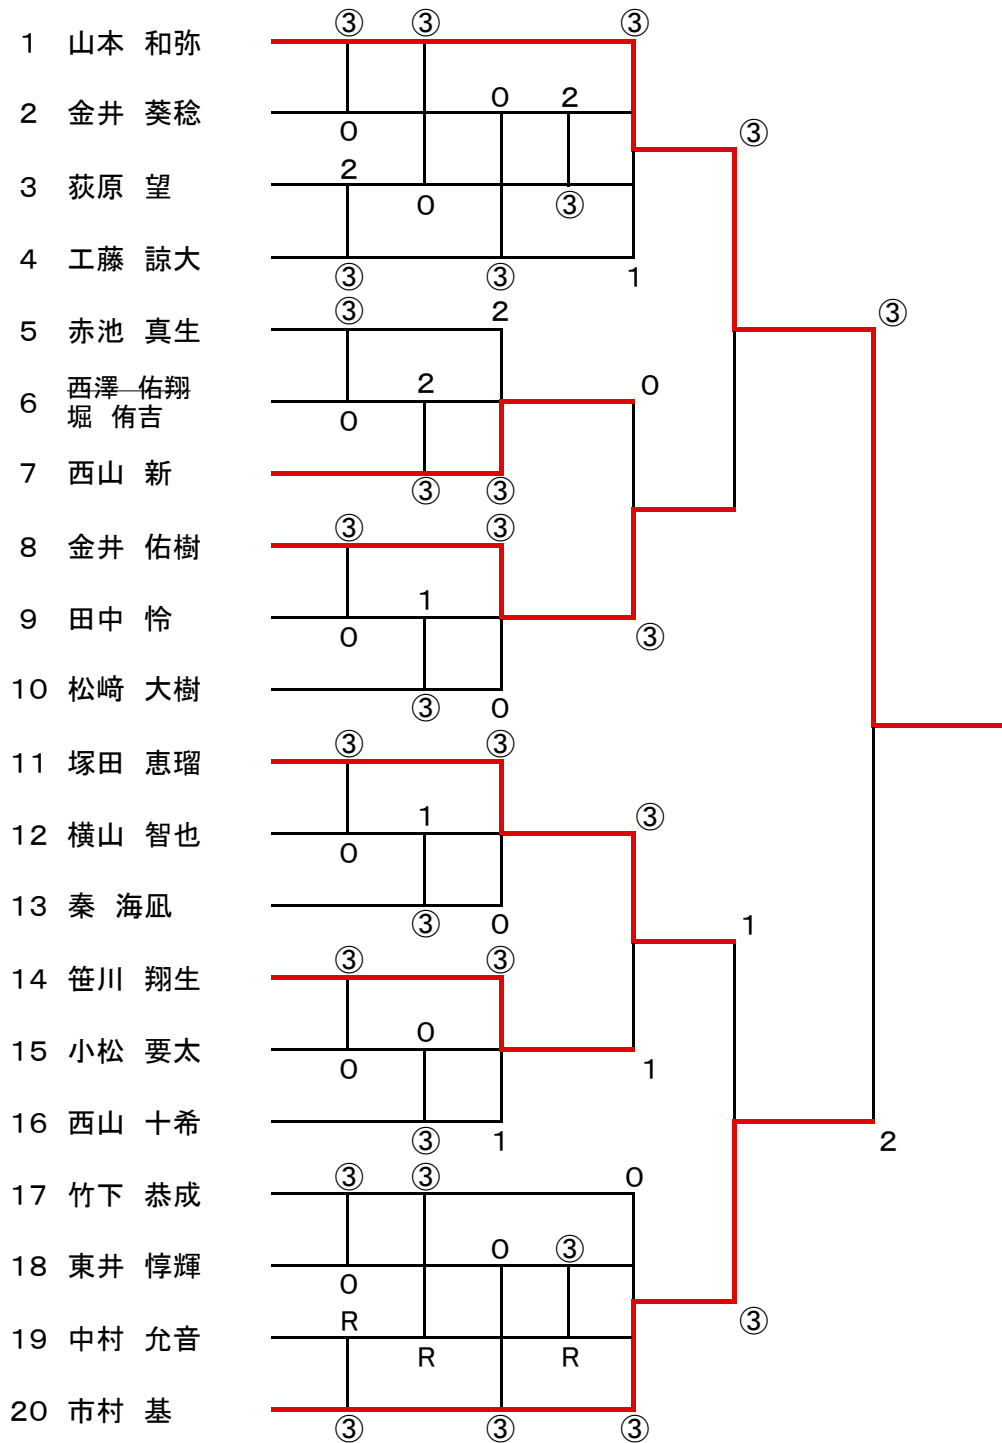 ③ ③ ③
1 山本 和弥
0 2
2 金井 葵稔
③
0
2
3 荻原 望
0 ③
4 工藤 諒大
③ ③ 1
③ 2
5 赤池 真生
③
西澤 佑翔
2 0
6
堀 侑吉
0
7 西山 新
③ ③
③ ③
8 金井 佑樹
1
9 田中 怜
0 ③
10 松﨑 大樹
③ 0
③ ③
11 塚田 恵瑠
1 ③
12 横山 智也
0
13 秦 海凪
③ 0 1
③ ③
14 笹川 翔生
0
15 小松 要太
0 1
16 西山 十希
③ 1 2
③ ③ 0
17 竹下 恭成
0 ③
18 東井 惇輝
0
R ③
19 中村 允音
R R
20 市村 基
③ ③ ③